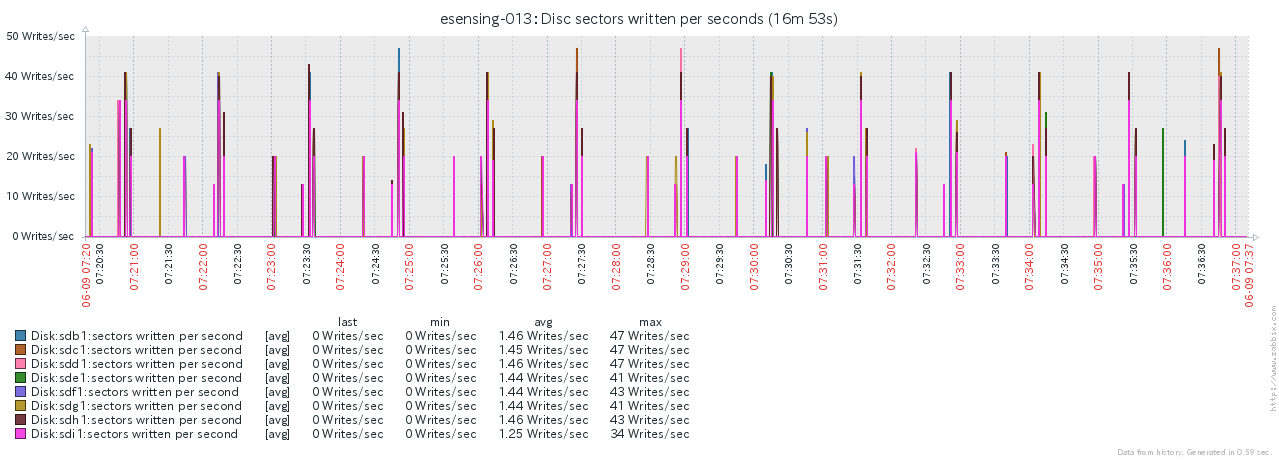 esensing-013: Disc sectors written per seconds (16m 53s)
50 Writes/sec
40 Writes/sec
30 Writes/sec
20 Writes/sec
10 Writes/sec
0 Writes/sec
06-09 07:20
07:20:30
07:21:00
07:21:30
07:22:00
07:22:30
07:23:00
07:23:30
07:24:00
07:24:30
07:25:00
07:25:30
07:26:00
07:26:30
07:27:00
07:27:30
07:28:00
07:28:30
07:29:00
07:29:30
07:30:00
07:30:30
07:31:00
07:31:30
07:32:00
07:32:30
07:33:00
07:33:30
07:34:00
07:34:30
07:35:00
07:35:30
07:36:00
07:36:30
07:37:00
06-09 07:37
last min avg max
Disk:sdb1:sectors written per second [avg] 0 Writes/sec 0 Writes/sec 1.46 Writes/sec 47 Writes/sec
Disk:sdc1:sectors written per second [avg] 0 Writes/sec 0 Writes/sec 1.45 Writes/sec 47 Writes/sec
Disk:sdd1:sectors written per second [avg] 0 Writes/sec 0 Writes/sec 1.46 Writes/sec 47 Writes/sec
Disk:sde1:sectors written per second [avg] 0 Writes/sec 0 Writes/sec 1.44 Writes/sec 41 Writes/sec
Disk:sdf1:sectors written per second [avg] 0 Writes/sec 0 Writes/sec 1.44 Writes/sec 43 Writes/sec
Disk:sdg1:sectors written per second [avg] 0 Writes/sec 0 Writes/sec 1.44 Writes/sec 41 Writes/sec
Disk:sdh1:sectors written per second [avg] 0 Writes/sec 0 Writes/sec 1.46 Writes/sec 43 Writes/sec
Disk:sdi1:sectors written per second [avg] 0 Writes/sec 0 Writes/sec 1.25 Writes/sec 34 Writes/sec
http://www.zabbix.com
Data from history. Generated in 0.59 sec.